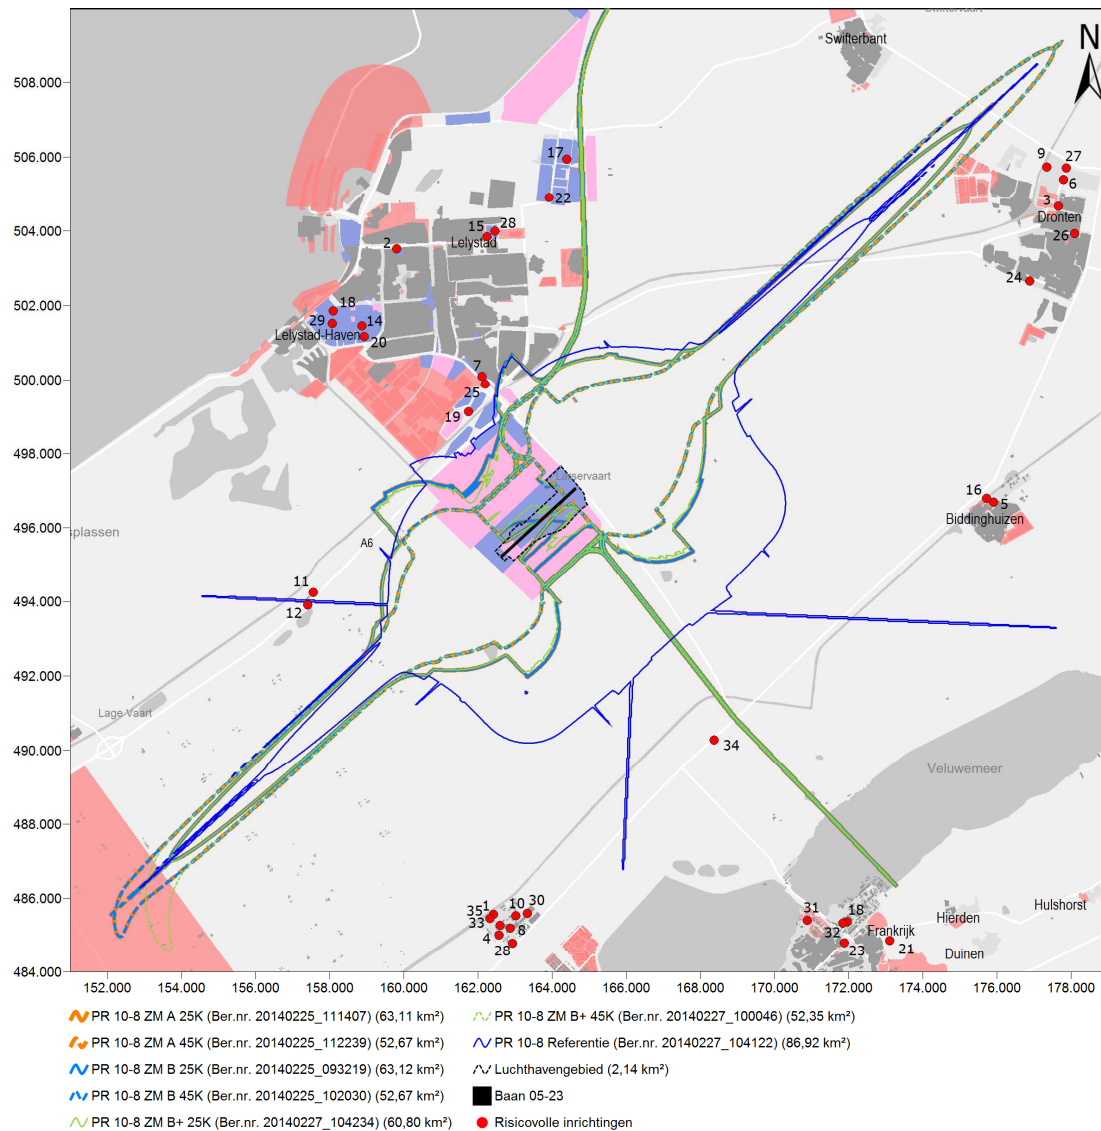 Swiftervaart
N
Swifterbant
508.000
506.000
17
9
27
6
22
3
Dronten
504.000
15
28
2
Lelystad
26
24
502.000
18
29
14
Lelystad-Haven
20
500.000
7
25
19
498.000
Larservaart
16
5
496.000
Biddinghuizen
splassen
A6
494.000
11
12
492.000
Lage Vaart
490.000
34
Veluwemeer
488.000
486.000
35
1
10
30
33
8
4
28
31
18
32
Frankrijk
23
21
Hierden
Hulshorst
Duinen
484.000
152.000 154.000 156.000 158.000 160.000 162.000 164.000 166.000 168.000 170.000 172.000 174.000 176.000 178.000
PR 10-8 ZM A 25K (Ber.nr. 20140225_111407) (63,11 km²)
PR 10-8 ZM A 45K (Ber.nr. 20140225_112239) (52,67 km²)
PR 10-8 ZM B 25K (Ber.nr. 20140225_093219) (63,12 km²)
PR 10-8 ZM B 45K (Ber.nr. 20140225_102030) (52,67 km²)
PR 10-8 ZM B+ 25K (Ber.nr. 20140227_104234) (60,80 km²)
PR 10-8 ZM B+ 45K (Ber.nr. 20140227_100046) (52,35 km²)
PR 10-8 Referentie (Ber.nr. 20140227_104122) (86,92 km²)
Luchthavengebied (2,14 km²)
Baan 05-23
Risicovolle inrichtingen